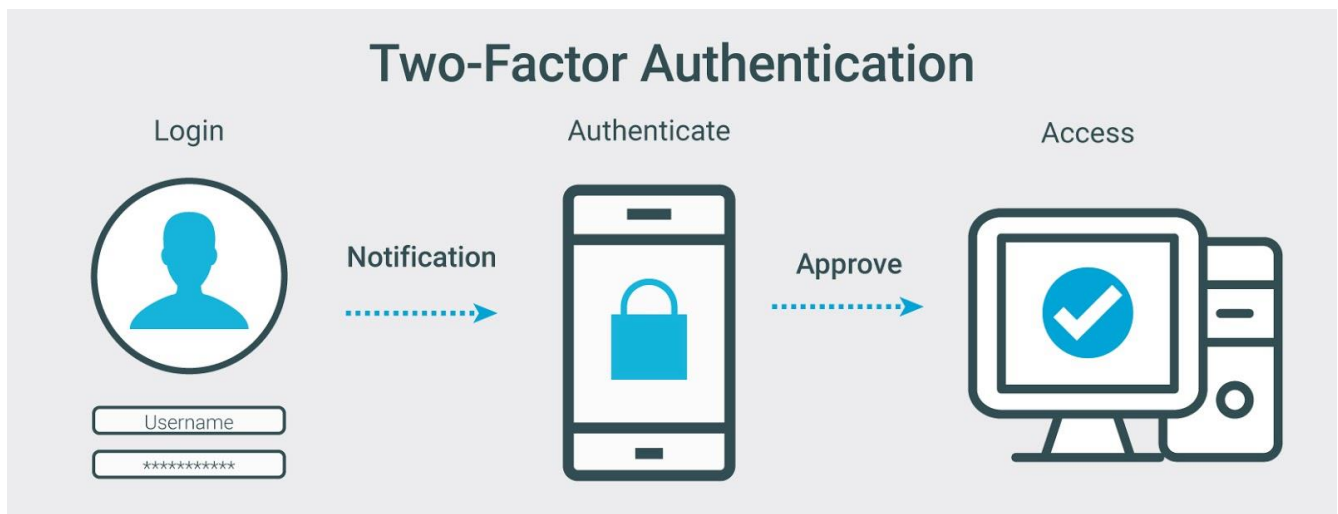 Two-Factor Authentication
Login
Authenticate
Access
Notification
Approve
Username
***********